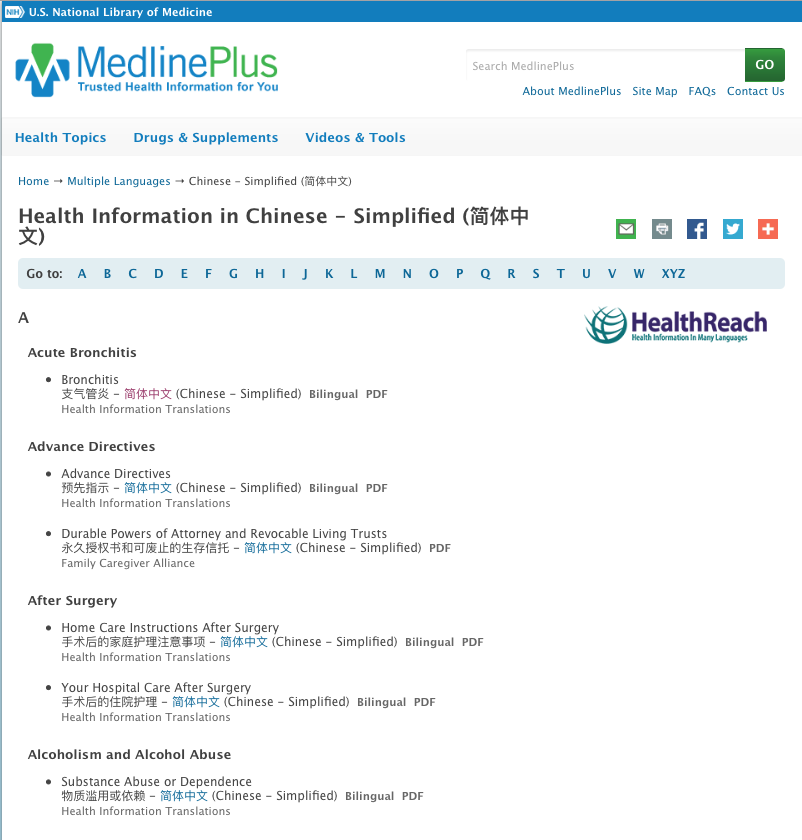 NIH U.S. National Library of Medicine
MedlinePlus
Trusted Health Information for You
Search MedlinePlus GO
About MedlinePlus Site Map FAQs Contact Us
Health Topics Drugs & Supplements Videos & Tools
Home → Multiple Languages → Chinese - Simplified (简体中文)
Health Information in Chinese - Simplified (简体中
文)
Go to: A B C D E F G H I J K L M N O P Q R S T U V W XYZ
A
HealthReach
Health Information In Many Languages
Acute Bronchitis
Bronchitis
支气管炎 - 简体中文 (Chinese - Simplified) Bilingual PDF
Health Information Translations
Advance Directives
Advance Directives
预先指示 - 简体中文 (Chinese - Simplified) Bilingual PDF
Health Information Translations
Durable Powers of Attorney and Revocable Living Trusts
永久授权书和可废止的生存信托 - 简体中文 (Chinese - Simplified) PDF
Family Caregiver Alliance
After Surgery
Home Care Instructions After Surgery
手术后的家庭护理注意事项 - 简体中文 (Chinese - Simplified) Bilingual PDF
Health Information Translations
Your Hospital Care After Surgery
手术后的住院护理 - 简体中文 (Chinese - Simplified) Bilingual PDF
Health Information Translations
Alcoholism and Alcohol Abuse
Substance Abuse or Dependence
物质滥用或依赖 - 简体中文 (Chinese - Simplified) Bilingual PDF
Health Information Translations